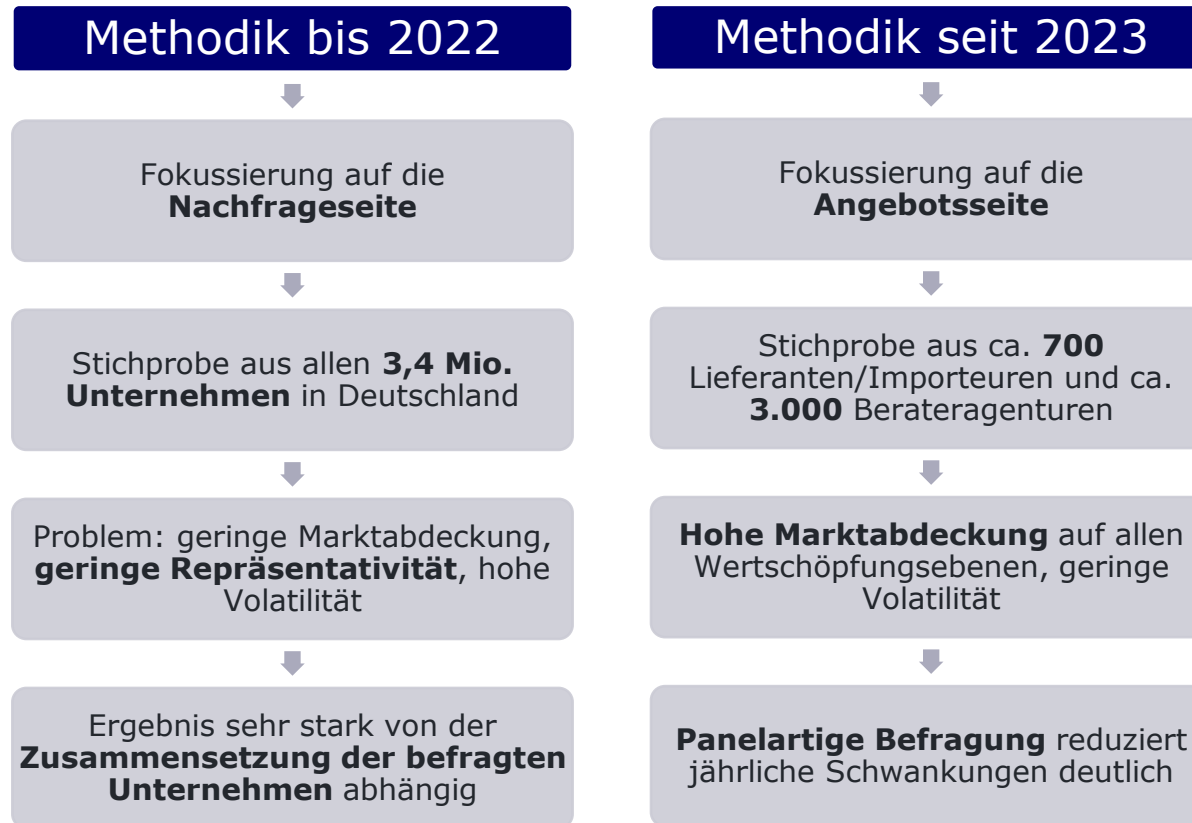 Methodik bis 2022
Fokussierung auf die
Nachfrageseite
Stichprobe aus allen 3,4 Mio.
Unternehmen in Deutschland
Problem: geringe Marktabdeckung,
geringe Repräsentativität, hohe
Volatilität
Ergebnis sehr stark von der
Zusammensetzung der befragten
Unternehmen abhängig
Methodik seit 2023
Fokussierung auf die
Angebotsseite
Stichprobe aus ca. 700
Lieferanten/Importeuren und ca.
3.000 Berateragenturen
Hohe Marktabdeckung auf allen
Wertschöpfungsebenen, geringe
Volatilität
Panelartige Befragung reduziert
jährliche Schwankungen deutlich